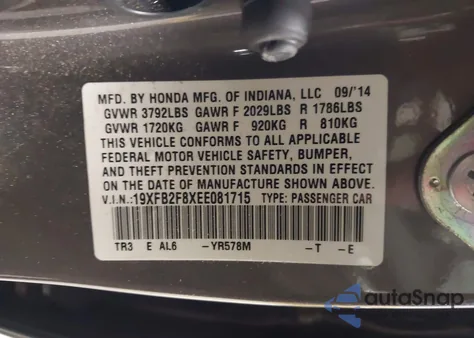 MFD. BY HONDA MFG. OF INDIANA, LLC 09/'14
GVWR 3792LBS GAWR F 2029LBS R 1786LBS
GVWR 1720KG GAWR F 920KG R 810KG
THIS VEHICLE CONFORMS TO ALL APPLICABLE
FEDERAL MOTOR VEHICLE SAFETY, BUMPER,
AND THEFT PREVENTION STANDARDS IN EFFECT
ON THE DATE OF MANUFACTURE SHOWN ABOVE.
V.I.N.:19XFB2F8XEE081715 TYPE: PASSENGER CAR
TR3 E AL6 -YR578M -T -E
autoSnap